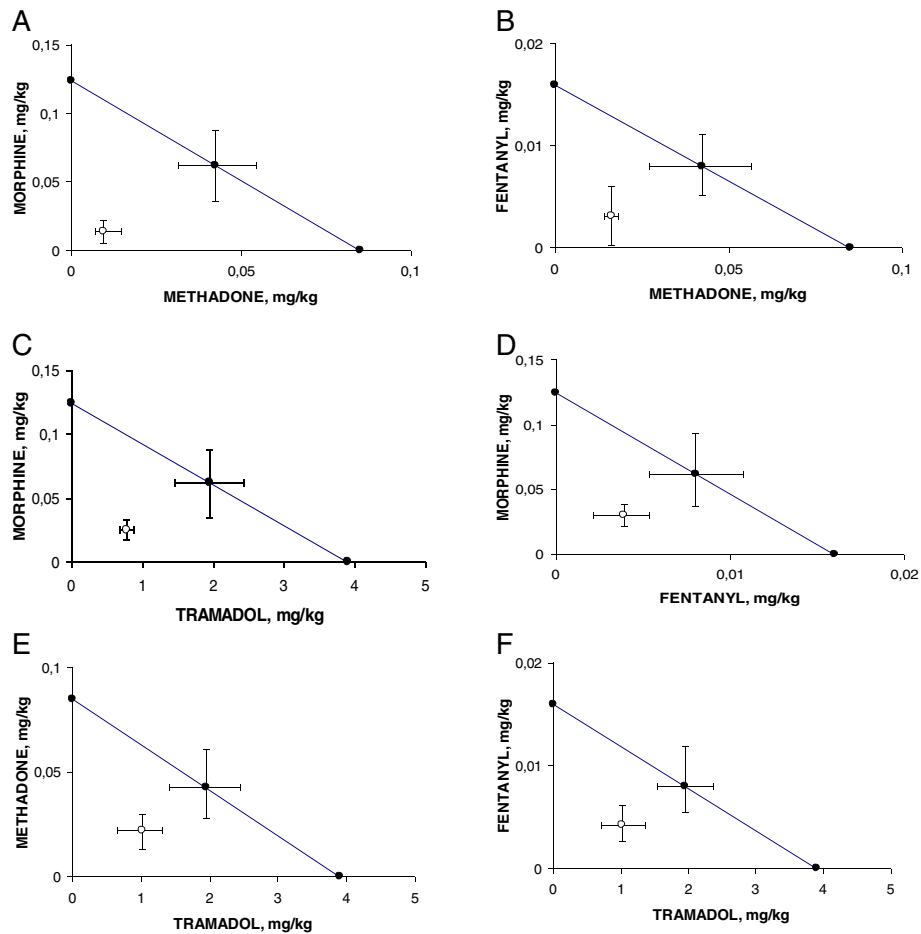 A
MORPHINE, mg/kg
0,15
0,1
0,05
0
0
0,05
0,1
METHADONE, mg/kg
B
FENTANYL, mg/kg
0,02
0,01
0
0
0,05
0,1
METHADONE, mg/kg
C
MORPHINE, mg/kg
0,15
0,1
0,05
0
0
1
2
3
4
5
TRAMADOL, mg/kg
D
MORPHINE, mg/kg
0,15
0,1
0,05
0
0
0,01
0,02
FENTANYL, mg/kg
E
METHADONE, mg/kg
0,1
0,05
0
0
1
2
3
4
5
TRAMADOL, mg/kg
F
FENTANYL, mg/kg
0,02
0,01
0
0
1
2
3
4
5
TRAMADOL, mg/kg